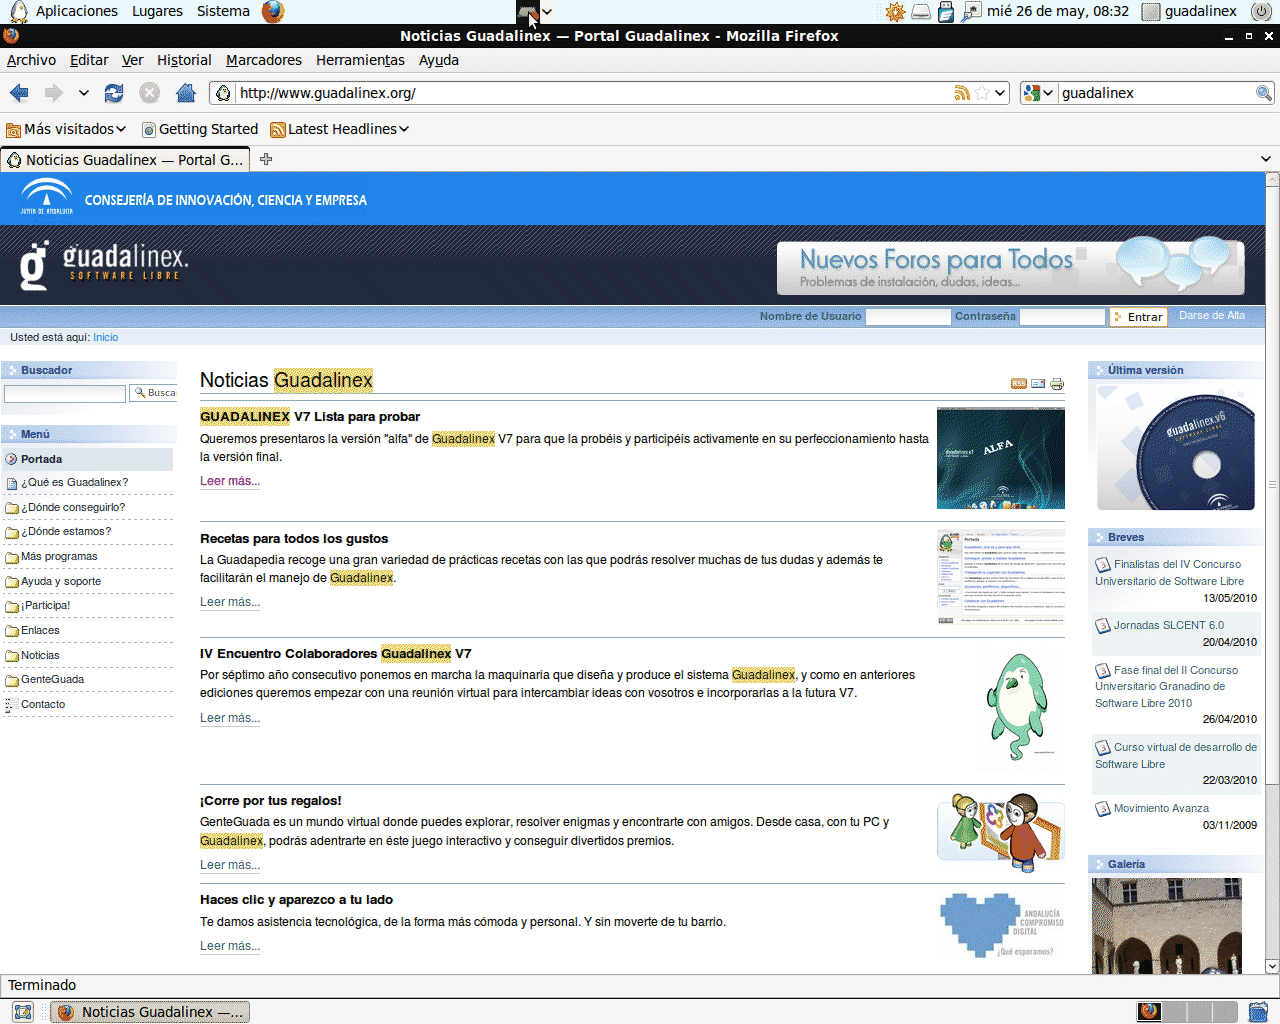 Aplicaciones Lugares Sistema mié 26 de may, 08:32 guadalinex
Noticias Guadalinex — Portal Guadalinex - Mozilla Firefox
Archivo Editar Ver Historial Marcadores Herramientas Ayuda
http://www.guadalinex.org/ guadalinex
Más visitados Getting Started Latest Headlines
Noticias Guadalinex — Portal G...
JUNTA DE ANDALUCIA CONSEJERÍA DE INNOVACIÓN, CIENCIA Y EMPRESA
guadalinex.
SOFTWARE LIBRE
Nuevos Foros para Todos
Problemas de instalación, dudas, ideas...
Nombre de Usuario Contraseña Entrar Darse de Alta
Usted está aquí: Inicio
Buscador
Busca
Menú
Portada
¿Qué es Guadalinex?
¿Dónde conseguirlo?
¿Dónde estamos?
Más programas
Ayuda y soporte
¡Participa!
Enlaces
Noticias
GenteGuada
Contacto
Noticias Guadalinex
RSS
GUADALINEX V7 Lista para probar
Queremos presentaros la versión "alfa" de Guadalinex V7 para que la probéis y participéis activamente en su perfeccionamiento hasta
la versión final.
Leer más...
ALFA
Recetas para todos los gustos
La Guadapedia recoge una gran variedad de prácticas recetas con las que podrás resolver muchas de tus dudas y además te
facilitarán el manejo de Guadalinex.
Leer más...
Portada
IV Encuentro Colaboradores Guadalinex V7
Por séptimo año consecutivo ponemos en marcha la maquinaria que diseña y produce el sistema Guadalinex, y como en anteriores
ediciones queremos empezar con una reunión virtual para intercambiar ideas con vosotros e incorporarlas a la futura V7.
Leer más...
¡Corre por tus regalos!
GenteGuada es un mundo virtual donde puedes explorar, resolver enigmas y encontrarte con amigos. Desde casa, con tu PC y
Guadalinex, podrás adentrarte en éste juego interactivo y conseguir divertidos premios.
Leer más...
Haces clic y aparezco a tu lado
Te damos asistencia tecnológica, de la forma más cómoda y personal. Y sin moverte de tu barrio.
Leer más...
ANDALUCÍA
COMPROMISO
DIGITAL
¿Qué esperamos?
Última versión
guadalinex.v6
Breves
Finalistas del IV Concurso
Universitario de Software Libre
13/05/2010
Jornadas SLCENT 6.0
20/04/2010
Fase final del II Concurso
Universitario Granadino de
Software Libre 2010
26/04/2010
Curso virtual de desarrollo de
Software Libre
22/03/2010
Movimiento Avanza
03/11/2009
Galería
Terminado
Noticias Guadalinex —...